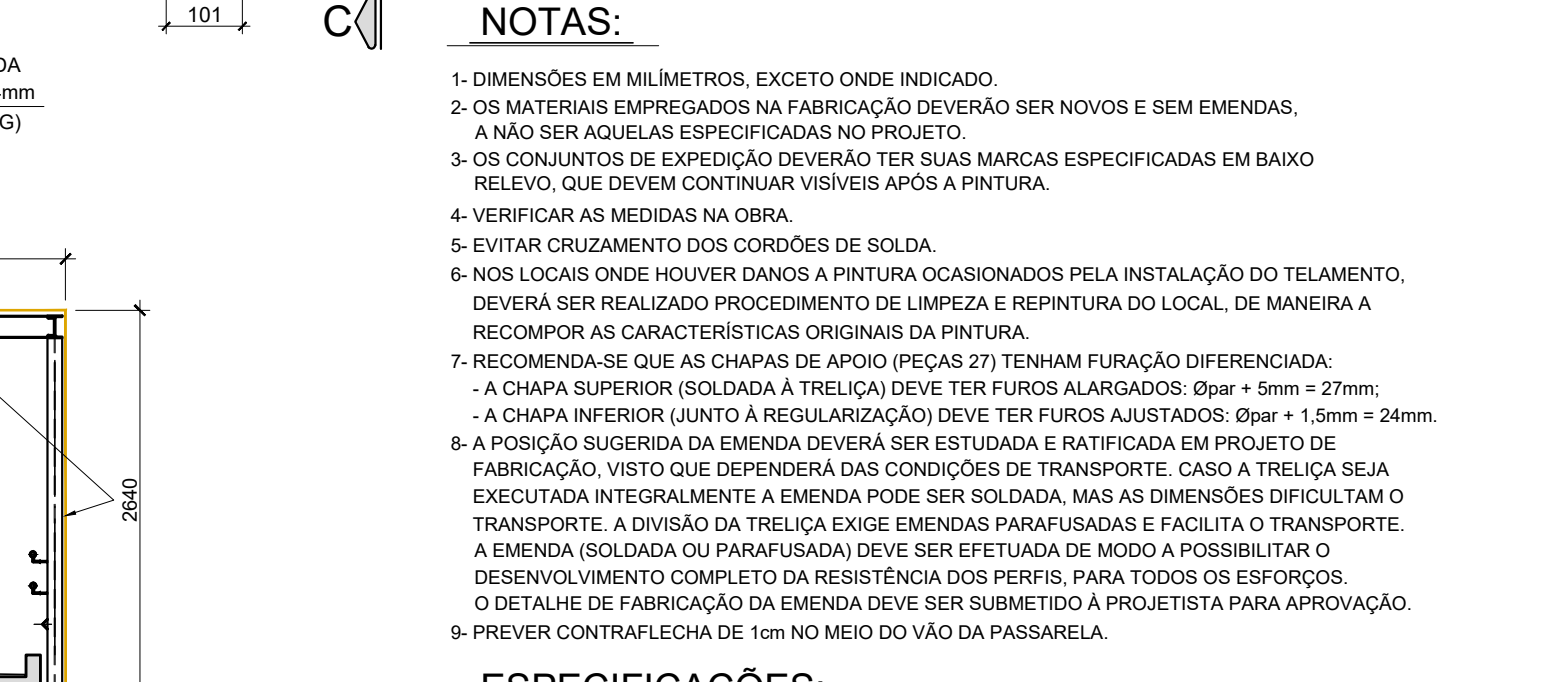 101
C
DA
mm
G)
2640
NOTAS:
1- DIMENSÕES EM MILÍMETROS, EXCETO ONDE INDICADO.
2- OS MATERIAIS EMPREGADOS NA FABRICAÇÃO DEVERÃO SER NOVOS E SEM EMENDAS,
A NÃO SER AQUELAS ESPECIFICADAS NO PROJETO.
3- OS CONJUNTOS DE EXPEDIÇÃO DEVERÃO TER SUAS MARCAS ESPECIFICADAS EM BAIXO
RELEVO, QUE DEVEM CONTINUAR VISÍVEIS APÓS A PINTURA.
4- VERIFICAR AS MEDIDAS NA OBRA.
5- EVITAR CRUZAMENTO DOS CORDÕES DE SOLDA.
6- NOS LOCAIS ONDE HOUVER DANOS A PINTURA OCASIONADOS PELA INSTALAÇÃO DO TELAMENTO,
DEVERÁ SER REALIZADO PROCEDIMENTO DE LIMPEZA E REPINTURA DO LOCAL, DE MANEIRA A
RECOMPOR AS CARACTERÍSTICAS ORIGINAIS DA PINTURA.
7- RECOMENDA-SE QUE AS CHAPAS DE APOIO (PEÇAS 27) TENHAM FURAÇÃO DIFERENCIADA:
- A CHAPA SUPERIOR (SOLDADA À TRELIÇA) DEVE TER FUROS ALARGADOS: Øpar + 5mm = 27mm;
- A CHAPA INFERIOR (JUNTO À REGULARIZAÇÃO) DEVE TER FUROS AJUSTADOS: Øpar + 1,5mm = 24mm.
8- A POSIÇÃO SUGERIDA DA EMENDA DEVERÁ SER ESTUDADA E RATIFICADA EM PROJETO DE
FABRICAÇÃO, VISTO QUE DEPENDERÁ DAS CONDIÇÕES DE TRANSPORTE. CASO A TRELIÇA SEJA
EXECUTADA INTEGRALMENTE A EMENDA PODE SER SOLDADA, MAS AS DIMENSÕES DIFICULTAM O
TRANSPORTE. A DIVISÃO DA TRELIÇA EXIGE EMENDAS PARAFUSADAS E FACILITA O TRANSPORTE.
A EMENDA (SOLDADA OU PARAFUSADA) DEVE SER EFETUADA DE MODO A POSSIBILITAR O
DESENVOLVIMENTO COMPLETO DA RESISTÊNCIA DOS PERFIS, PARA TODOS OS ESFORÇOS.
O DETALHE DE FABRICAÇÃO DA EMENDA DEVE SER SUBMETIDO À PROJETISTA PARA APROVAÇÃO.
9- PREVER CONTRAFLECHA DE 1cm NO MEIO DO VÃO DA PASSARELA.
ESPECIFICAÇÕES: